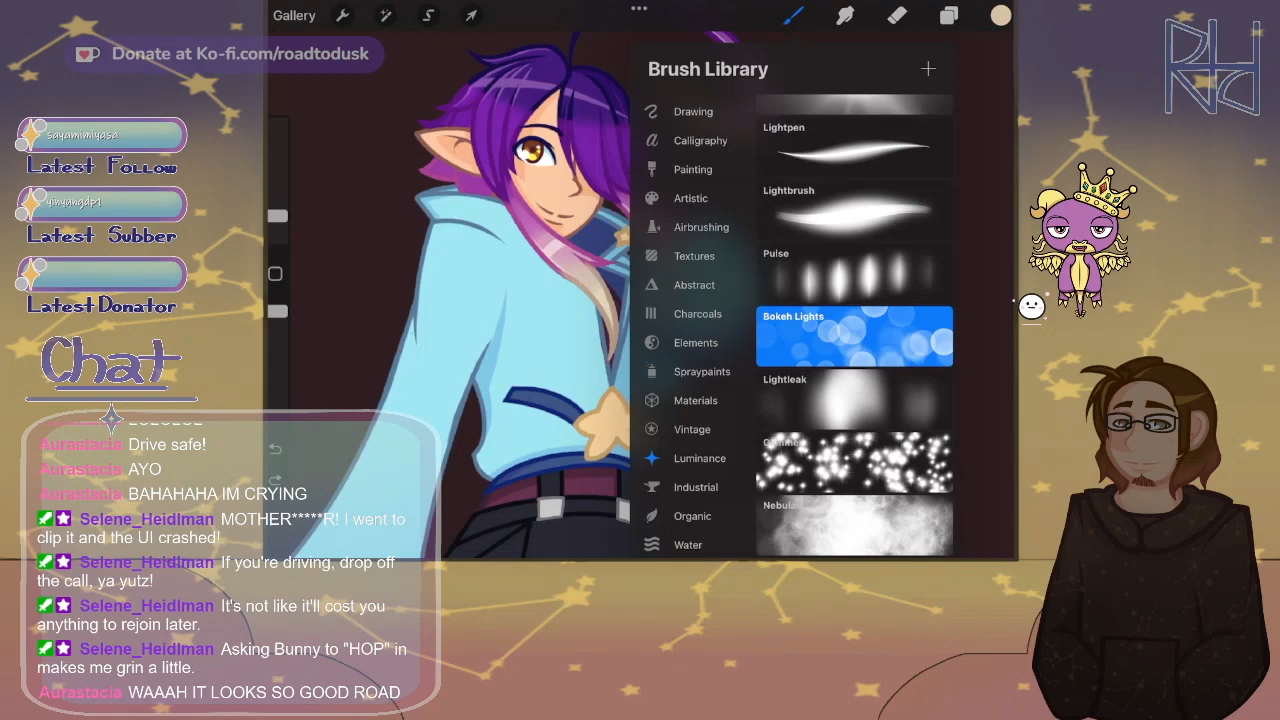 Gallery
Donate at Ko-fi.com/roadtodusk
sayamimiyasa
Latest Follow
yinyangdp1
Latest Subber
Latest Donator
Chat
Aurastacia Drive safe!
Aurastacia AYO
Aurastacia BAHAHAHA IM CRYING
Selene_Heidlman MOTHER*****R! I went to
clip it and the UI crashed!
Selene_Heidlman If you're driving, drop off
the call, ya yutz!
Selene_Heidlman It's not like it'll cost you
anything to rejoin later.
Selene_Heidlman Asking Bunny to "HOP" in
makes me grin a little.
Aurastacia WAAAH IT LOOKS SO GOOD ROAD
Brush Library
Drawing
Calligraphy
Painting
Artistic
Airbrushing
Textures
Abstract
Charcoals
Elements
Spraypaints
Materials
Vintage
Luminance
Industrial
Organic
Water
Lightpen
Lightbrush
Pulse
Bokeh Lights
Lightleak
Nebula